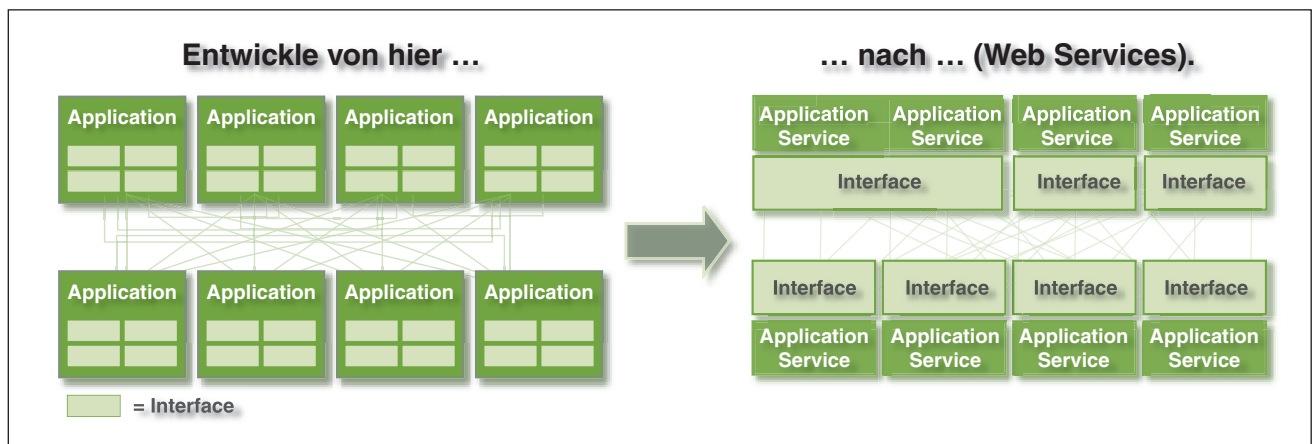 Entwickle von hier …
Application
Application
Application
Application
Application
Application
Application
Application
= Interface
… nach … (Web Services).
Application
Service
Application
Service
Application
Service
Application
Service
Interface
Interface
Interface
Interface
Interface
Interface
Interface
Application
Service
Application
Service
Application
Service
Application
Service